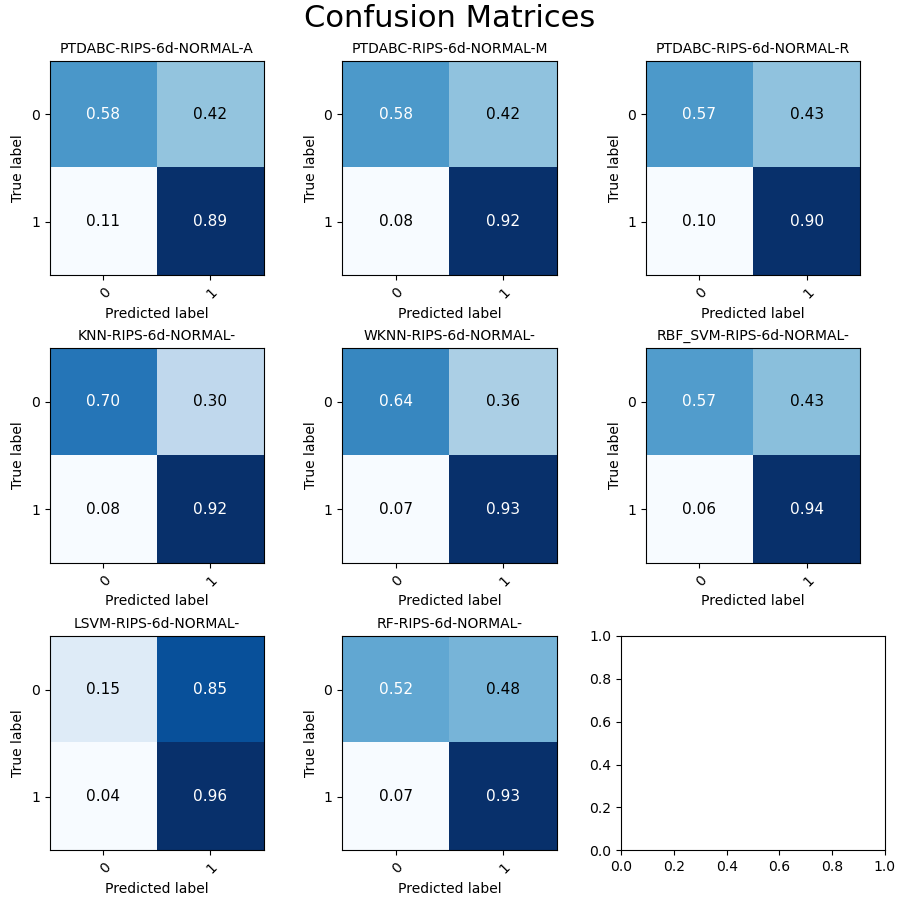 Confusion Matrices
PTDABC-RIPS-6d-NORMAL-A
0.58 0.42
0.11 0.89
0
1
True label
0 1
Predicted label
PTDABC-RIPS-6d-NORMAL-M
0.58 0.42
0.08 0.92
0
1
True label
0 1
Predicted label
PTDABC-RIPS-6d-NORMAL-R
0.57 0.43
0.10 0.90
0
1
True label
0 1
Predicted label
KNN-RIPS-6d-NORMAL-
0.70 0.30
0.08 0.92
0
1
True label
0 1
Predicted label
WKNN-RIPS-6d-NORMAL-
0.64 0.36
0.07 0.93
0
1
True label
0 1
Predicted label
RBF_SVM-RIPS-6d-NORMAL-
0.57 0.43
0.06 0.94
0
1
True label
0 1
Predicted label
LSVM-RIPS-6d-NORMAL-
0.15 0.85
0.04 0.96
0
1
True label
0 1
Predicted label
RF-RIPS-6d-NORMAL-
0.52 0.48
0.07 0.93
0
1
True label
0 1
Predicted label
1.0
0.8
0.6
0.4
0.2
0.0
0.0 0.2 0.4 0.6 0.8 1.0